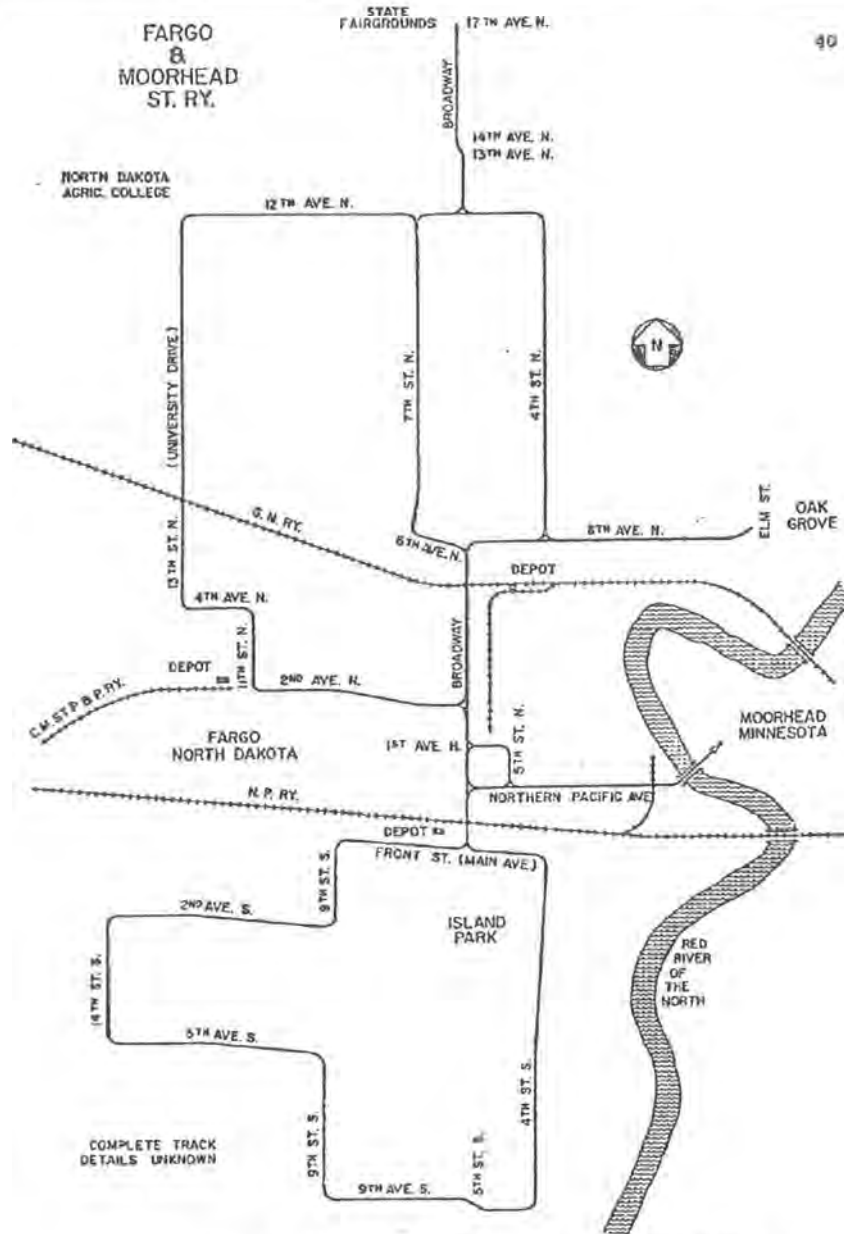 STATE
FAIRGROUNDS
17TH AVE. N.
40
FARGO
&
MOORHEAD
ST. RY.
BROADWAY
14TH AVE. N.
13TH AVE. N.
NORTH DAKOTA
AGRIC. COLLEGE
12TH AVE. N.
N
(UNIVERSITY DRIVE)
7TH ST. N.
4TH ST. N.
G. N. RY.
13TH ST. N.
6TH AVE. N.
8TH AVE. N.
ELM ST.
OAK
GROVE
DEPOT
4TH AVE. N.
11TH ST. N.
DEPOT
2ND AVE. N.
BROADWAY
C. M. ST. P. & P. RY.
FARGO
NORTH DAKOTA
1ST AVE. N.
5TH ST. N.
MOORHEAD
MINNESOTA
N. P. RY.
NORTHERN PACIFIC AVE.
DEPOT
FRONT ST. (MAIN AVE.)
9TH ST. S.
2ND AVE. S.
ISLAND
PARK
RED
RIVER
OF
THE
NORTH
14TH ST. S.
5TH AVE. S.
4TH ST. S.
COMPLETE TRACK
DETAILS UNKNOWN
9TH ST. S.
5TH ST. S.
9TH AVE. S.